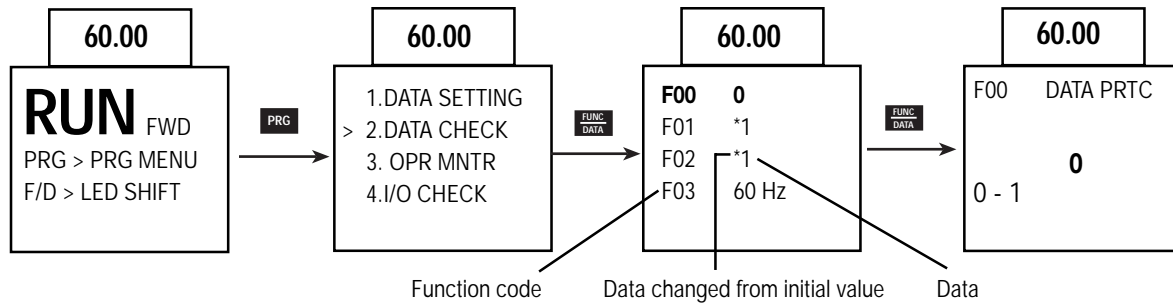 60.00
RUN FWD
PRG > PRG MENU
F/D > LED SHIFT
PRG
60.00
1.DATA SETTING
> 2.DATA CHECK
3. OPR MNTR
4.I/O CHECK
FUNC
DATA
60.00
F00 0
F01 *1
F02 *1
F03 60 Hz
FUNC
DATA
60.00
F00 DATA PRTC
0
0 - 1
Function code
Data changed from initial value
Data